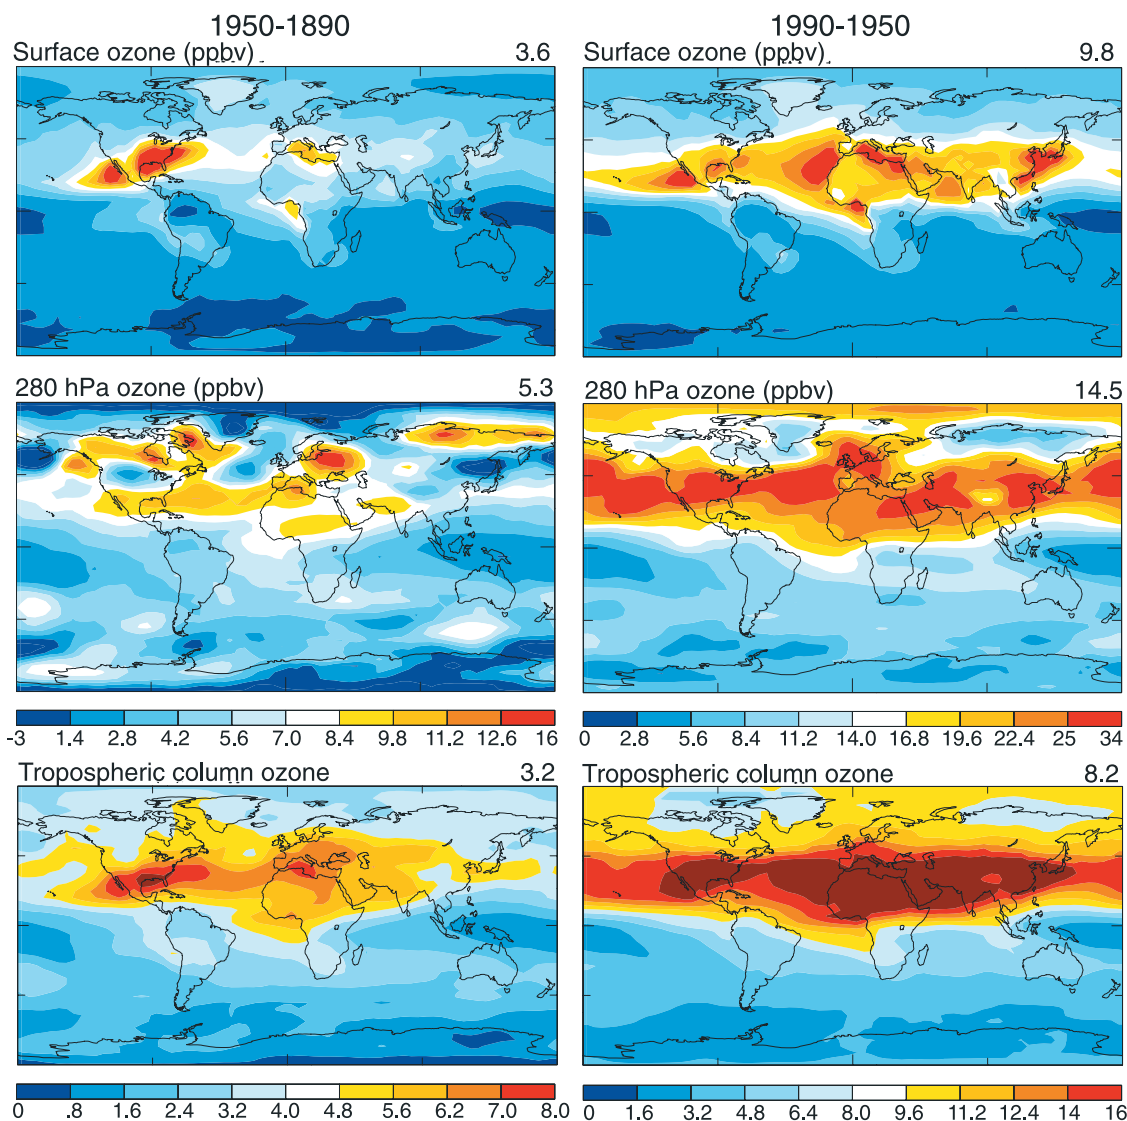 1950-1890 1990-1950
Surface ozone (ppbv) 3.6 Surface ozone (ppbv) 9.8
280 hPa ozone (ppbv) 5.3 280 hPa ozone (ppbv) 14.5
-3 1.4 2.8 4.2 5.6 7.0 8.4 9.8 11.2 12.6 16 0 2.8 5.6 8.4 11.2 14.0 16.8 19.6 22.4 25 34
Tropospheric column ozone 3.2 Tropospheric column ozone 8.2
0 .8 1.6 2.4 3.2 4.0 4.8 5.6 6.2 7.0 8.0 0 1.6 3.2 4.8 6.4 8.0 9.6 11.2 12.4 14 16